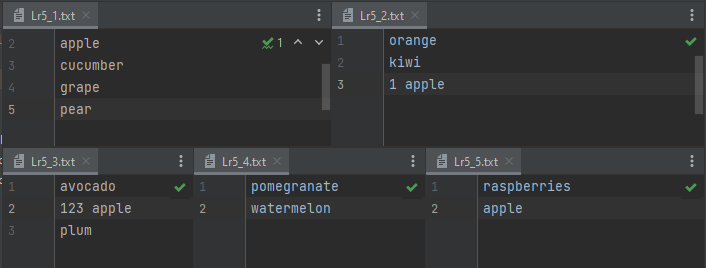 Lr5_1.txt
2 apple 1
3 cucumber
4 grape
5 pear
Lr5_2.txt
1 orange
2 kiwi
3 1 apple
Lr5_3.txt
1 avocado
2 123 apple
3 plum
Lr5_4.txt
1 pomegranate
2 watermelon
Lr5_5.txt
1 raspberries
2 apple